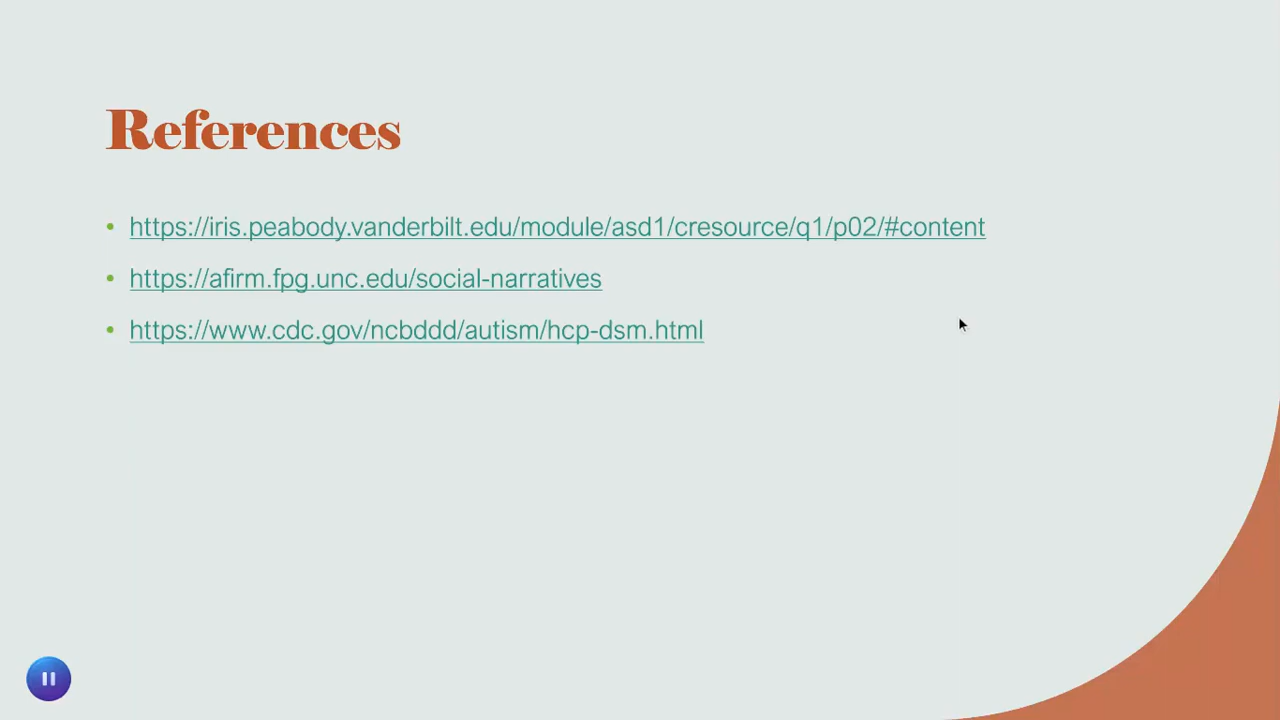 References
• https://iris.peabody.vanderbilt.edu/module/asd1/cresource/q1/p02/#content
• https://afirm.fpg.unc.edu/social-narratives
• https://www.cdc.gov/ncbddd/autism/hcp-dsm.html